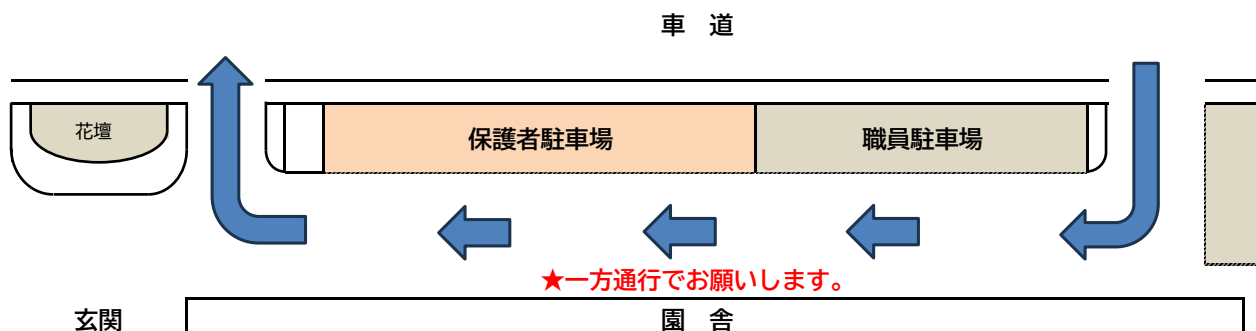 車　道
花壇
保護者駐車場
職員駐車場
★一方通行でお願いします。
玄関
園　舎